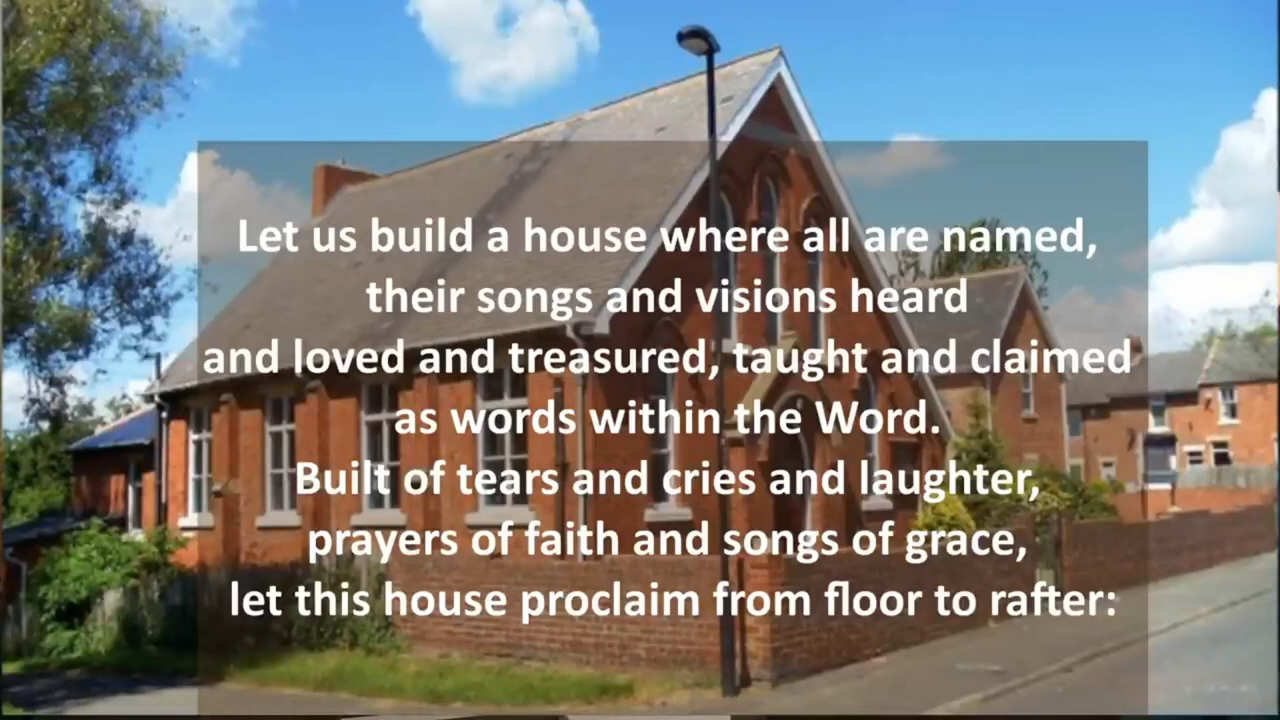 Let us build a house where all are named,
their songs and visions heard
and loved and treasured, taught and claimed
as words within the Word.
Built of tears and cries and laughter,
prayers of faith and songs of grace,
let this house proclaim from floor to rafter: